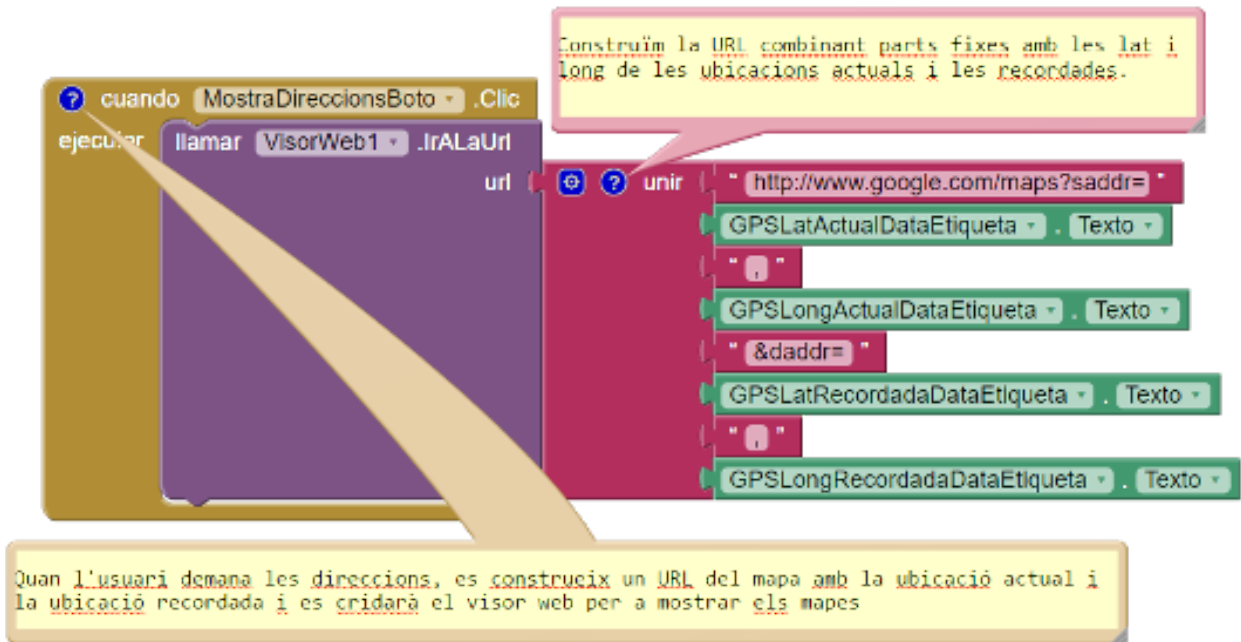 Construïm la URL combinant parts fixes amb les lat i
long de les ubicacions actuals i les recordades.
? cuando MostraDireccionsBoto .Clic
ejecutar llamar VisorWeb1 .IrALaUrl
url ? unir " http://www.google.com/maps?saddr= "
GPSLatActualDataEtiqueta . Texto
" , "
GPSLongActualDataEtiqueta . Texto
" &daddr= "
GPSLatRecordadaDataEtiqueta . Texto
" , "
GPSLongRecordadaDataEtiqueta . Texto
Quan l'usuari demana les direccions, es construeix un URL del mapa amb la ubicació actual i
la ubicació recordada i es cridarà el visor web per a mostrar els mapes